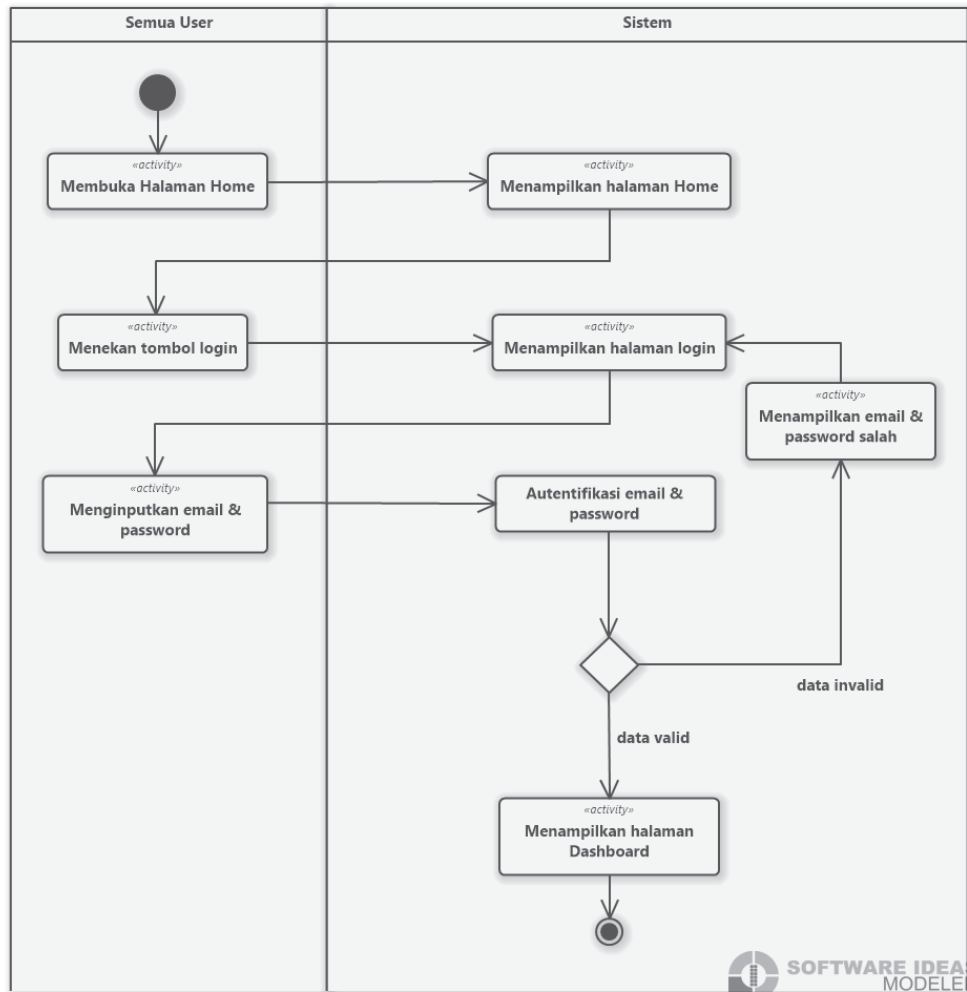 Semua User
Sistem
«activity»
Membuka Halaman Home
«activity»
Menampilkan halaman Home
«activity»
Menekan tombol login
«activity»
Menampilkan halaman login
«activity»
Menampilkan email &
password salah
«activity»
Menginputkan email &
password
Autentifikasi email &
password
data invalid
data valid
«activity»
Menampilkan halaman
Dashboard
SOFTWARE IDEAS
MODELER